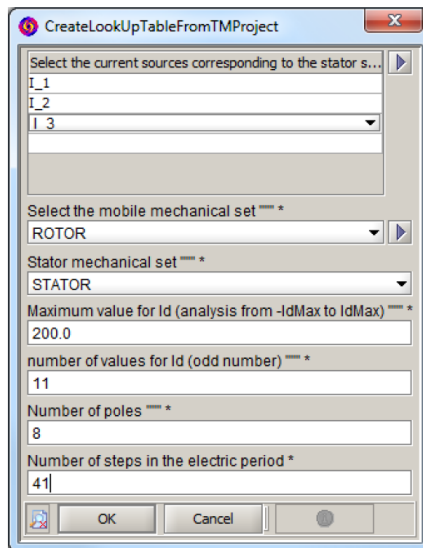 CreateLookUpTableFromTMProject
Select the current sources corresponding to the stator s...
I_1
I_2
I_3
Select the mobile mechanical set """" *
ROTOR
Stator mechanical set """" *
STATOR
Maximum value for Id (analysis from -IdMax to IdMax) """" *
200.0
number of values for Id (odd number) """" *
11
Number of poles """" *
8
Number of steps in the electric period *
41
OK Cancel